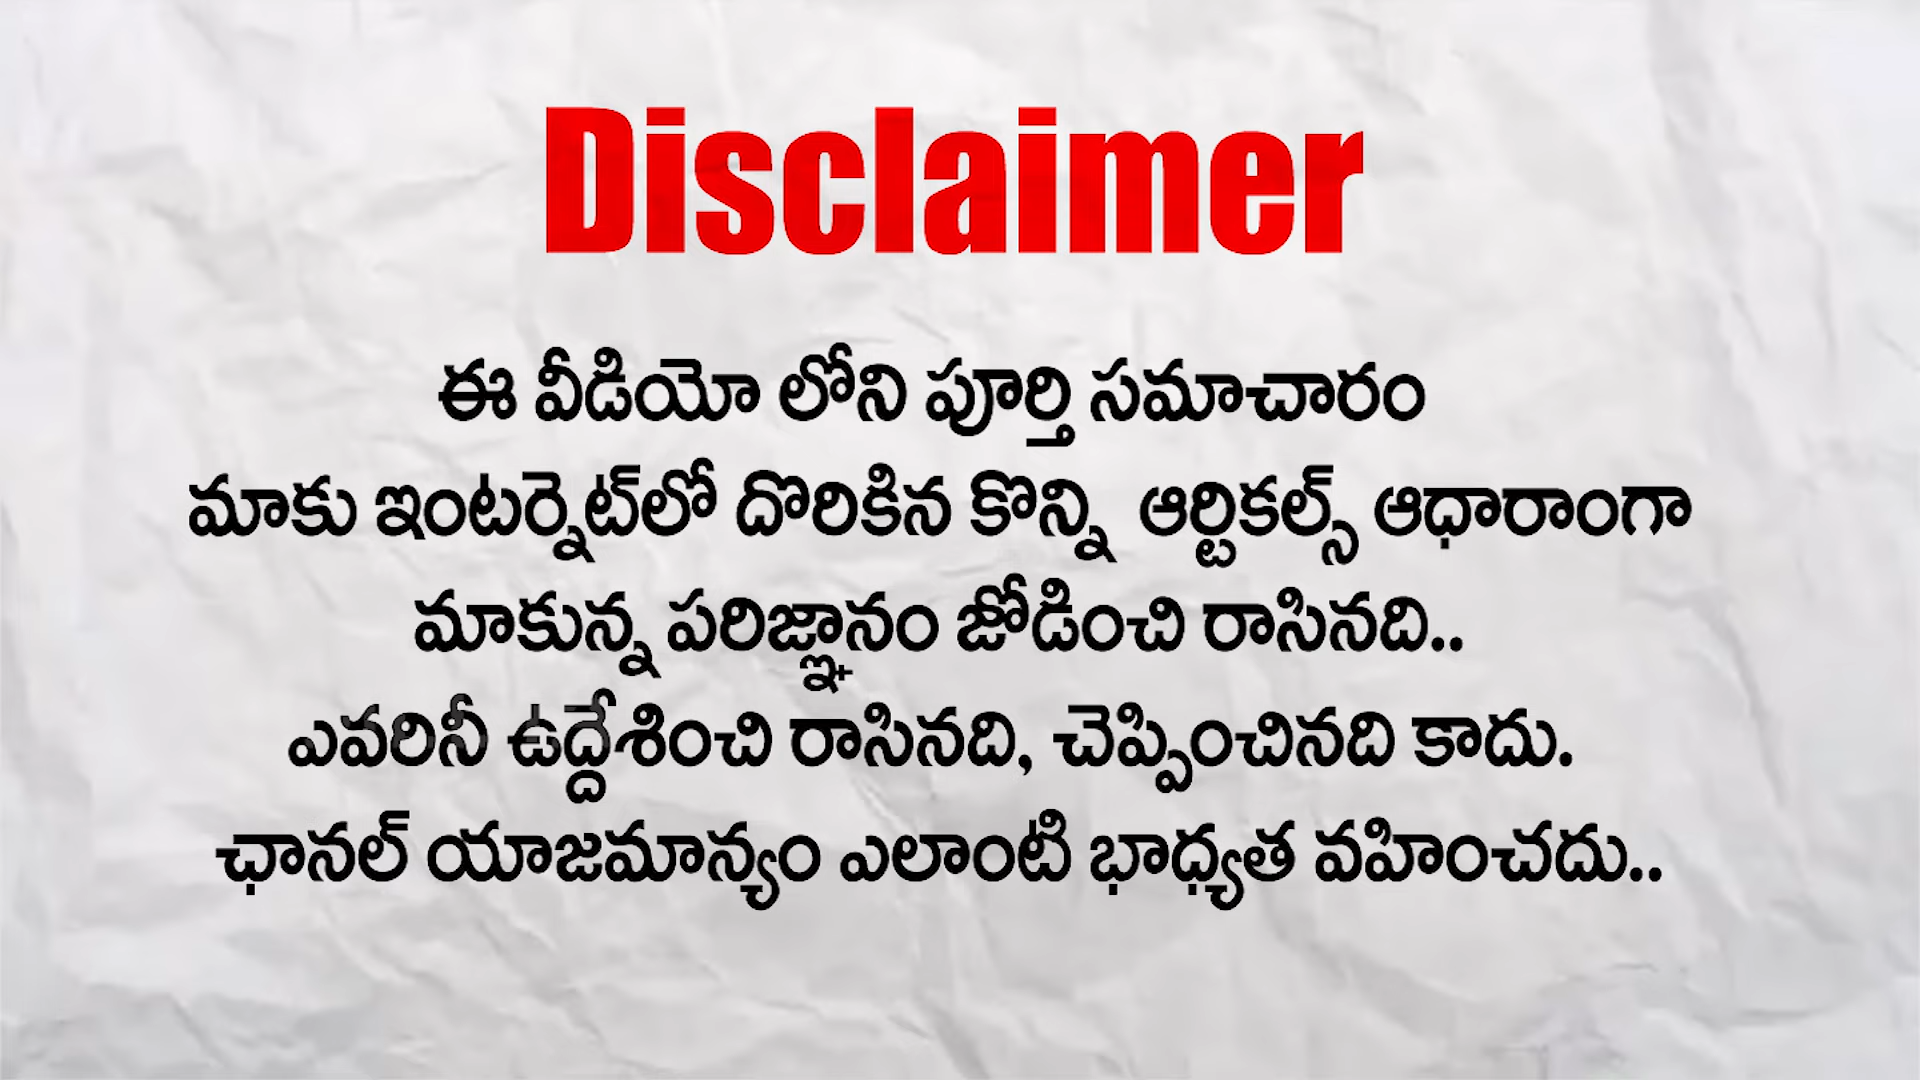 Disclaimer
ఈ వీడియో లోని పూర్తి సమాచారం
మాకు ఇంటర్నెట్‌లో దొరికిన కొన్ని ఆర్టికల్స్ ఆధారాంగా
మాకున్న పరిజ్ఞానం జోడించి రాసినది..
ఎవరినీ ఉద్దేశించి రాసినది, చెప్పించినది కాదు.
ఛానల్ యాజమాన్యం ఎలాంటి భాధ్యత వహించదు..